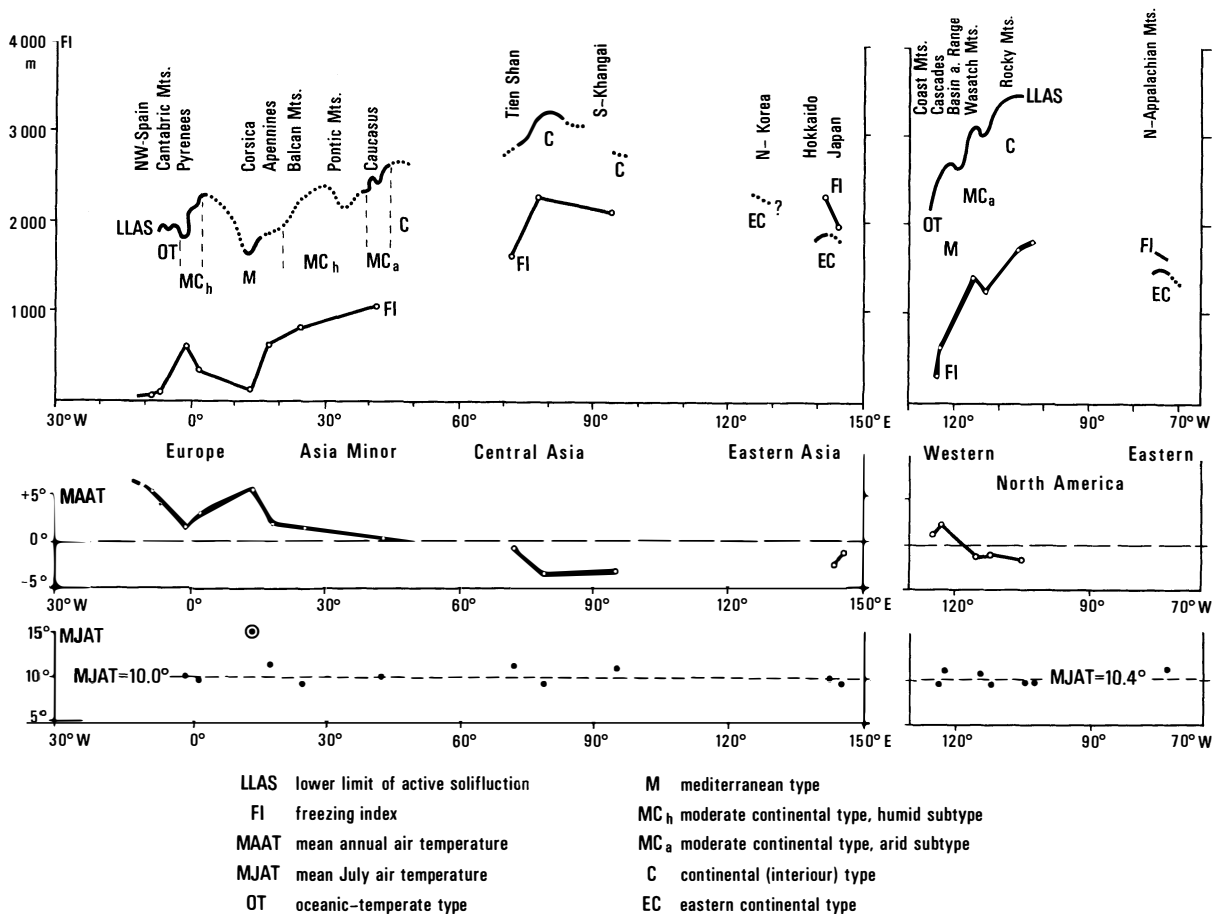 4 000 FI
m
3 000
2 000
1 000
NW-Spain
Cantabric Mts.
Pyrenees
Corsica
Apennines
Balcan Mts.
Pontic Mts.
Caucasus
Tien Shan
S-Khangai
N- Korea
Hokkaido
Japan
Coast Mts.
Cascades
Basin a. Range
Wasatch Mts.
Rocky Mts.
N-Appalachian Mts.
LLAS
OT
MCh
M
MCh
MCa
C
FI
C
C
FI
EC ?
FI
EC
LLAS
C
MCa
OT
M
FI
FI
EC
30°W 0° 30° 60° 90° 120° 150°E 120° 90° 70°W
Europe Asia Minor Central Asia Eastern Asia Western Eastern
North America
+5° MAAT
0°
-5°
30°W 0° 30° 60° 90° 120° 150°E 120° 90° 70°W
15° MJAT
10° MJAT=10.0° MJAT=10.4°
5°
30°W 0° 30° 60° 90° 120° 150°E 120° 90° 70°W
LLAS lower limit of active solifluction
FI freezing index
MAAT mean annual air temperature
MJAT mean July air temperature
OT oceanic-temperate type
M mediterranean type
MCh moderate continental type, humid subtype
MCa moderate continental type, arid subtype
C continental (interiour) type
EC eastern continental type